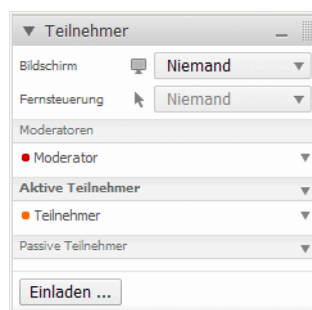 Teilnehmer
Bildschirm Niemand
Fernsteuerung Niemand
Moderatoren
Moderator
Aktive Teilnehmer
Teilnehmer
Passive Teilnehmer
Einladen ...